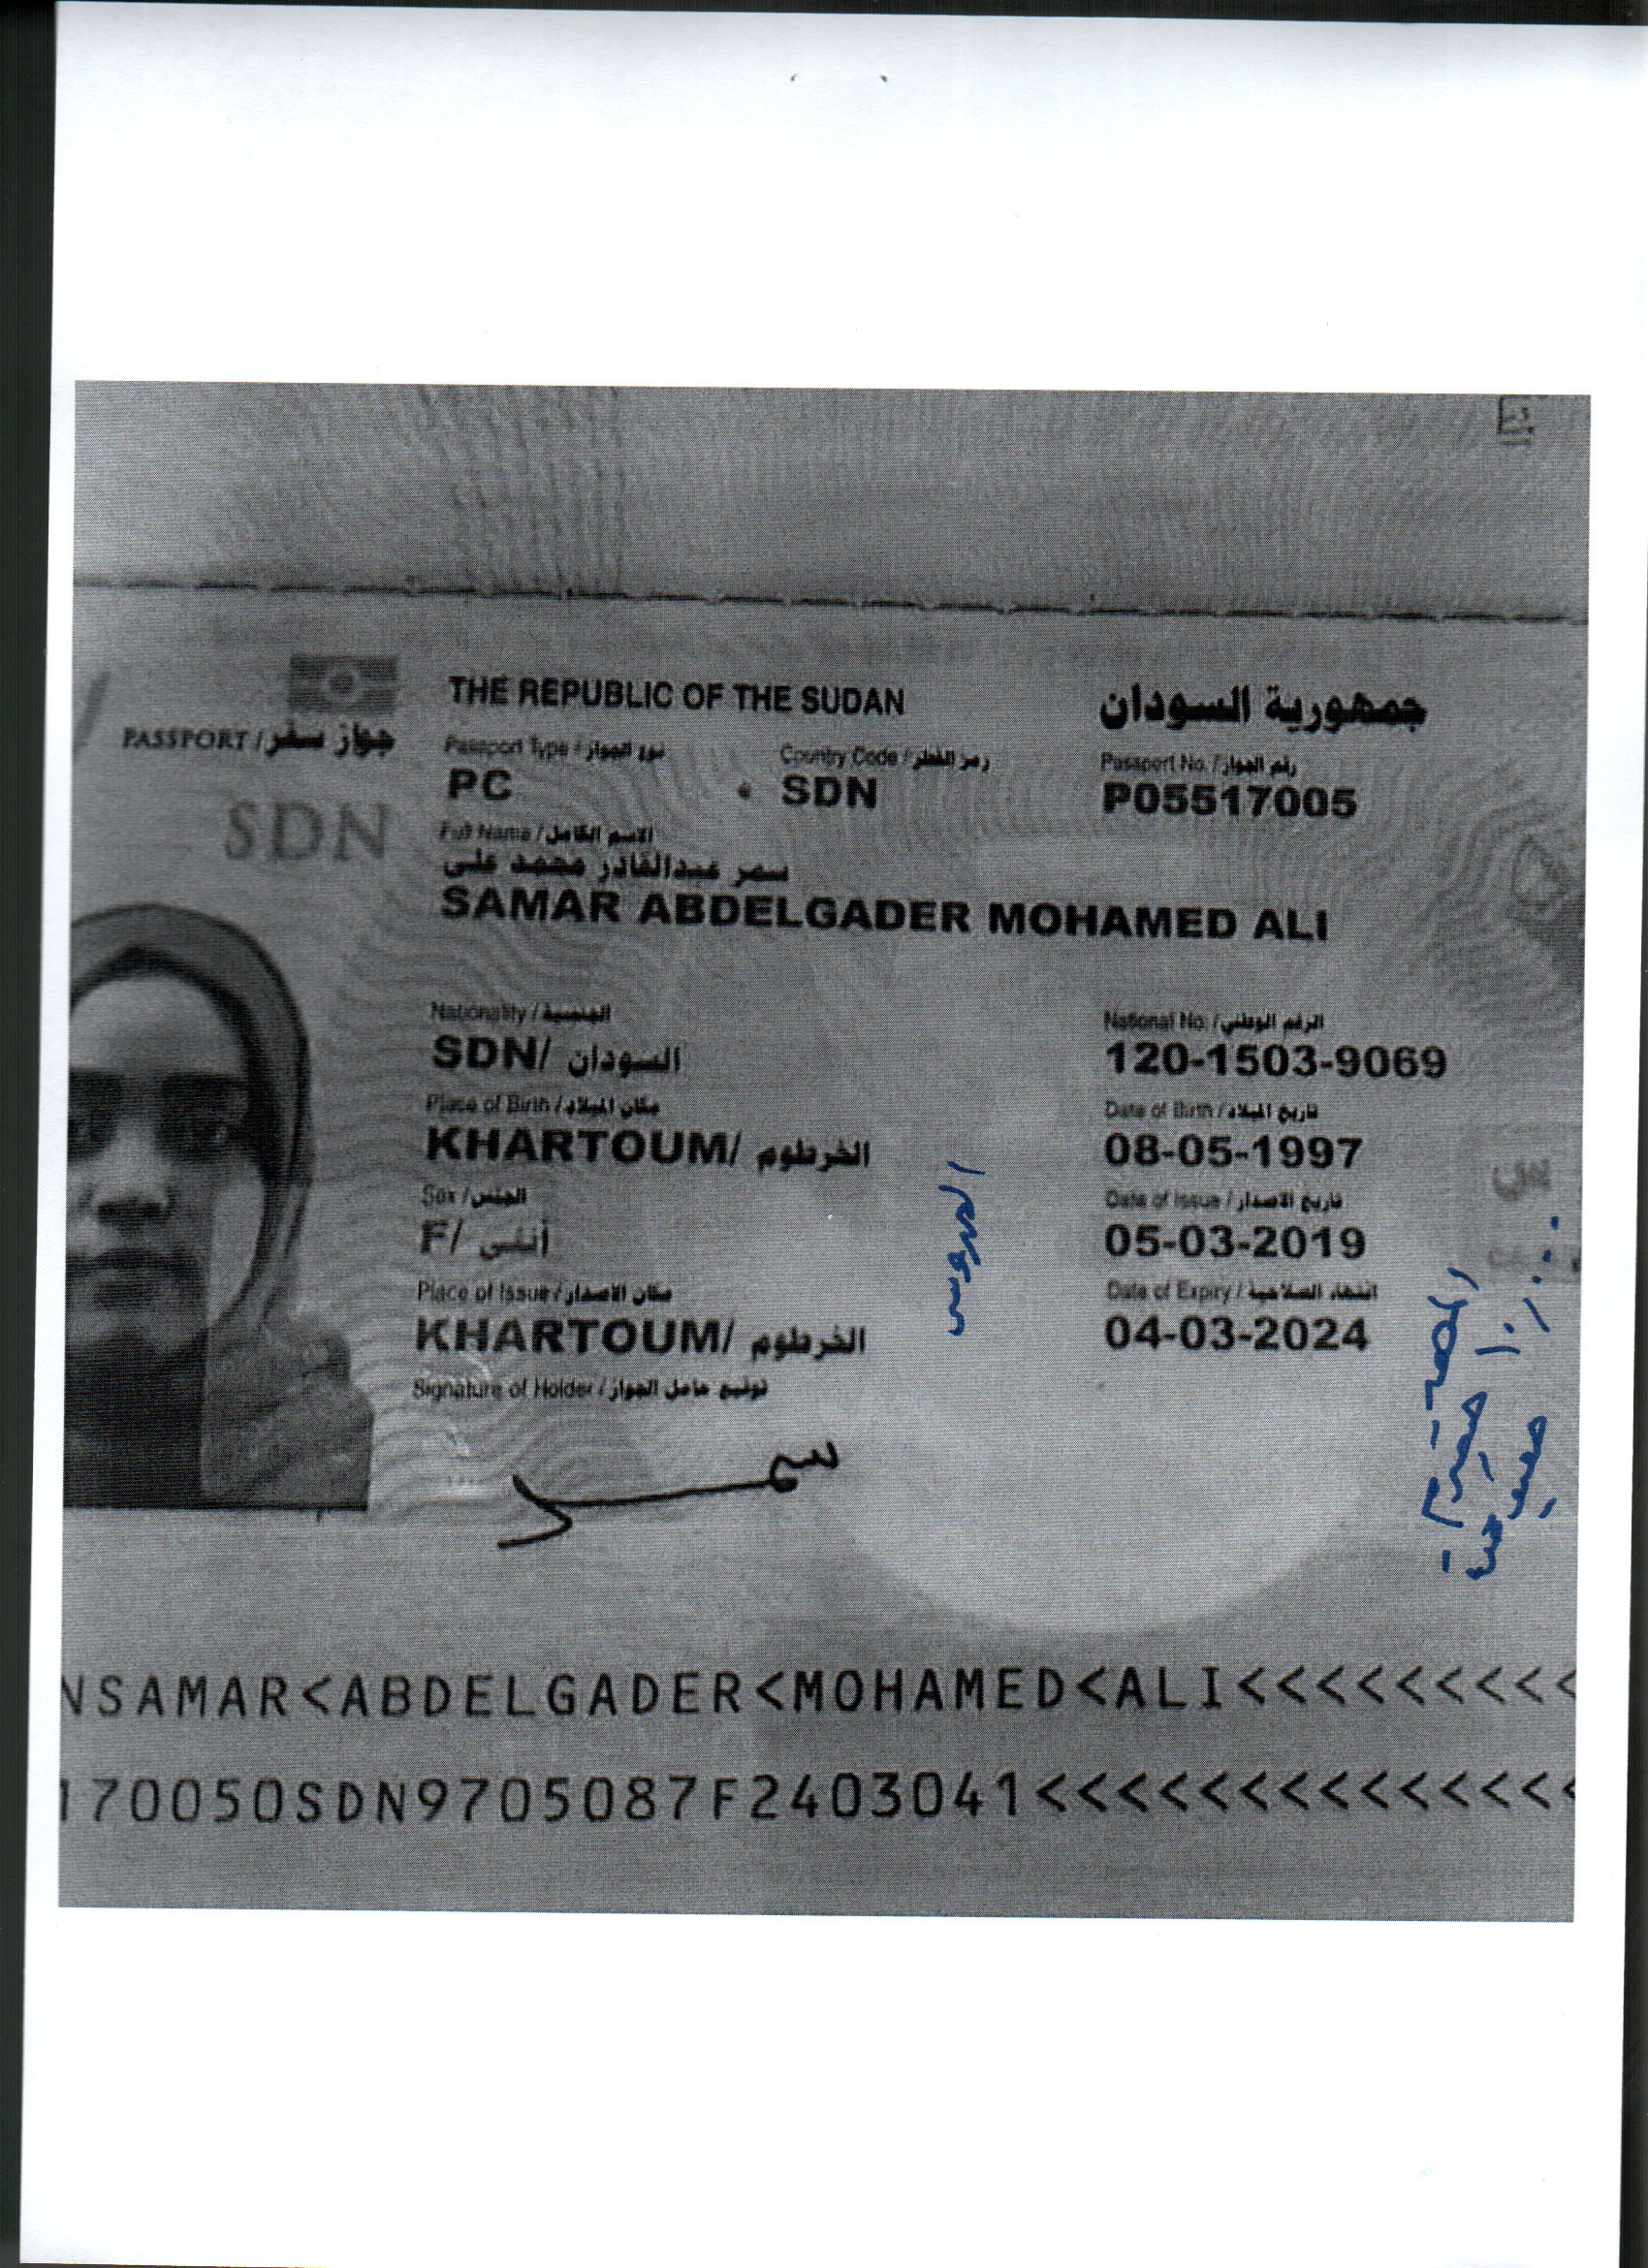 THE REPUBLIC OF THE SUDAN جمهورية السودان
PASSPORT / جواز سفر
Passport Type / نوع الجواز Country Code / رمز القطر Passport No. / رقم الجواز
PC SDN P05517005
SDN
Full Name / الاسم الكامل
سمر عبدالقادر محمد على
SAMAR ABDELGADER MOHAMED ALI
Nationality / الجنسية National No. / الرقم الوطني
SDN/ السودان 120-1503-9069
Place of Birth / مكان الميلاد Date of Birth / تاريخ الميلاد
KHARTOUM/ الخرطوم 08-05-1997
Sex / الجنس Date of Issue / تاريخ الاصدار
F/ أنثى 05-03-2019
Place of Issue / مكان الاصدار Date of Expiry / انتهاء الصلاحية
KHARTOUM/ الخرطوم 04-03-2024
Signature of Holder / توقيع حامل الجواز
سمر
العروس
NSAMAR<ABDELGADER<MOHAMED<ALI<<<<<<<<<
170050SDN9705087F2403041<<<<<<<<<<<<<<